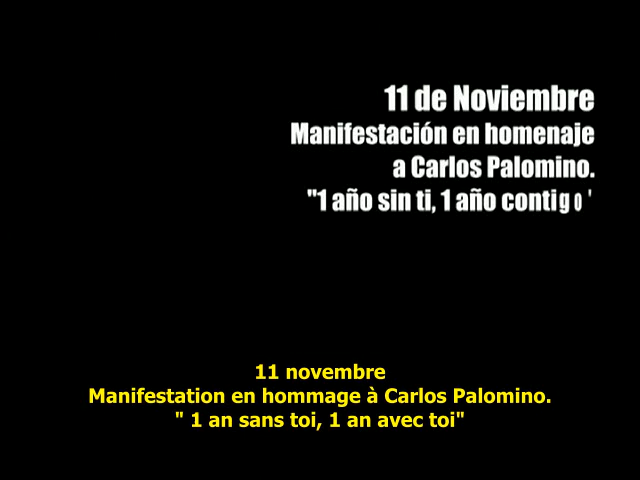 11 de Noviembre
Manifestación en homenaje
a Carlos Palomino.
"1 año sin ti, 1 año contigo'
11 novembre
Manifestation en hommage à Carlos Palomino.
" 1 an sans toi, 1 an avec toi"